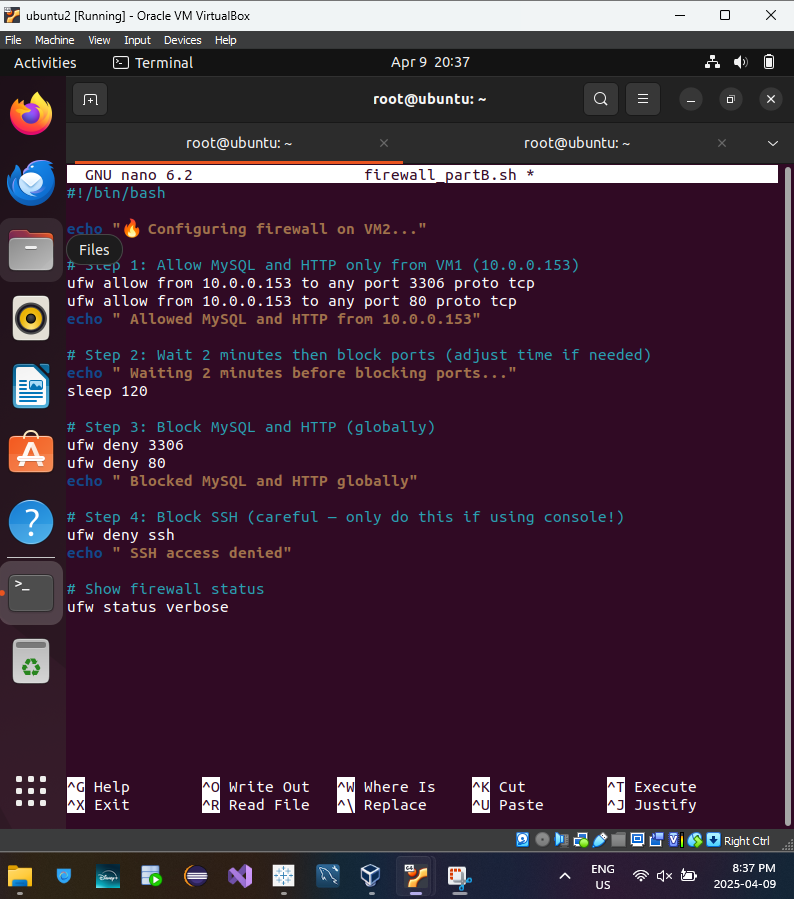 ubuntu2 [Running] - Oracle VM VirtualBox
File Machine View Input Devices Help
Activities Terminal Apr 9 20:37
root@ubuntu: ~
root@ubuntu: ~ root@ubuntu: ~
GNU nano 6.2 firewall_partB.sh *
#!/bin/bash
echo "🔥 Configuring firewall on VM2..."
Files
# Step 1: Allow MySQL and HTTP only from VM1 (10.0.0.153)
ufw allow from 10.0.0.153 to any port 3306 proto tcp
ufw allow from 10.0.0.153 to any port 80 proto tcp
echo " Allowed MySQL and HTTP from 10.0.0.153"
# Step 2: Wait 2 minutes then block ports (adjust time if needed)
echo " Waiting 2 minutes before blocking ports..."
sleep 120
# Step 3: Block MySQL and HTTP (globally)
ufw deny 3306
ufw deny 80
echo " Blocked MySQL and HTTP globally"
# Step 4: Block SSH (careful — only do this if using console!)
ufw deny ssh
echo " SSH access denied"
# Show firewall status
ufw status verbose
^G Help ^O Write Out ^W Where Is ^K Cut ^T Execute
^X Exit ^R Read File ^\ Replace ^U Paste ^J Justify
Right Ctrl
ENG
US
8:37 PM
2025-04-09